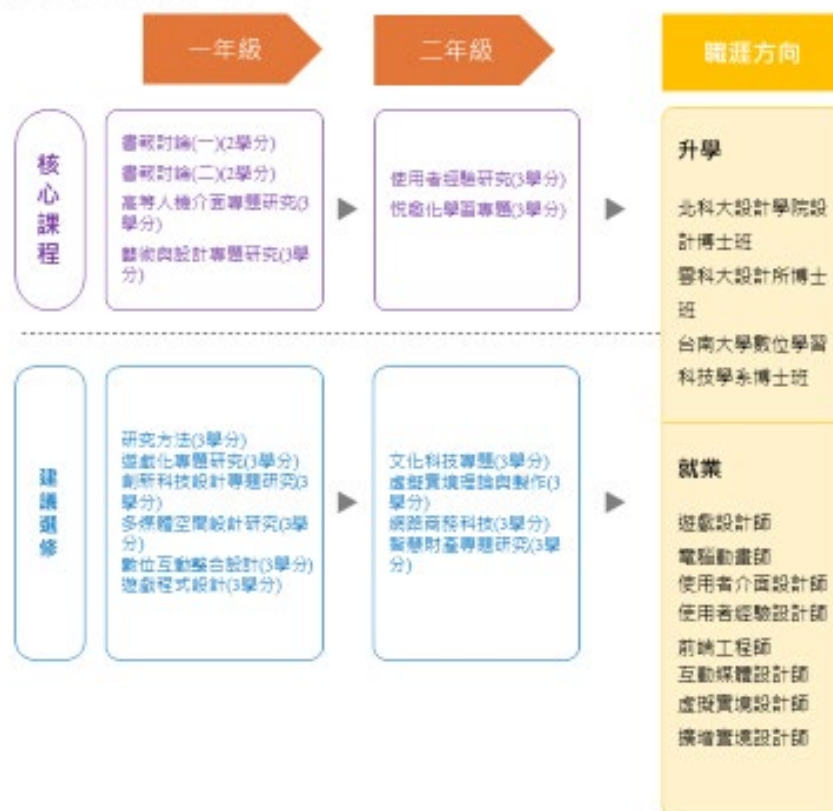 一年級
二年級
職涯方向
核心課程
書報討論(一)(2學分)
書報討論(二)(2學分)
高等人機介面專題研究(3
學分)
藝術與設計專題研究(3學
分)
使用者經驗研究(3學分)
悅趣化學習專題(3學分)
升學
北科大設計學院設
計博士班
雲科大設計所博士
班
台南大學數位學習
科技學系博士班
建議選修
研究方法(3學分)
遊戲化專題研究(3學分)
創新科技設計專題研究(3
學分)
多媒體空間設計研究(3學
分)
數位互動整合設計(3學分)
遊戲程式設計(3學分)
文化科技專題(3學分)
虛擬實境理論與製作(3
學分)
網路商務科技(3學分)
智慧財產專題研究(3學
分)
就業
遊戲設計師
電腦動畫師
使用者介面設計師
使用者經驗設計師
前端工程師
互動媒體設計師
虛擬實境設計師
擴增實境設計師